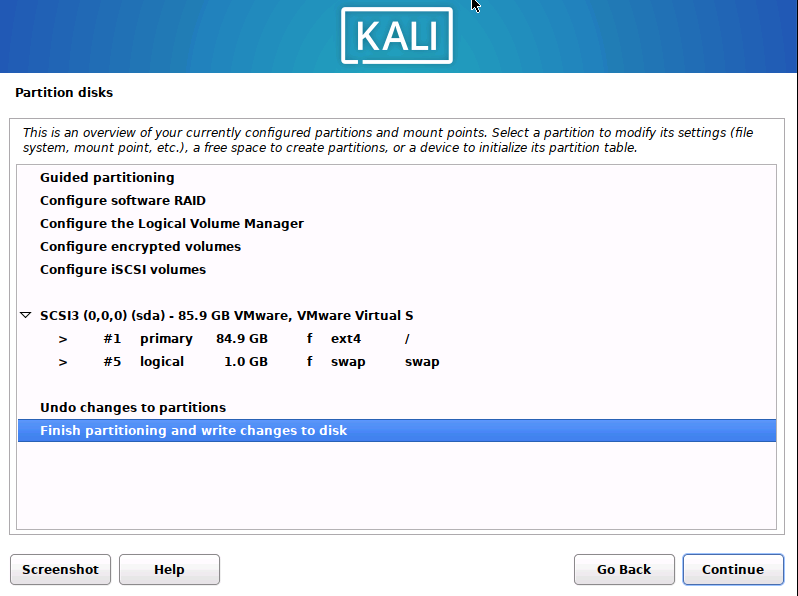 KALI
Partition disks
This is an overview of your currently configured partitions and mount points. Select a partition to modify its settings (file
system, mount point, etc.), a free space to create partitions, or a device to initialize its partition table.
Guided partitioning
Configure software RAID
Configure the Logical Volume Manager
Configure encrypted volumes
Configure iSCSI volumes
SCSI3 (0,0,0) (sda) - 85.9 GB VMware, VMware Virtual S
> #1 primary 84.9 GB f ext4 /
> #5 logical 1.0 GB f swap swap
Undo changes to partitions
Finish partitioning and write changes to disk
Screenshot Help Go Back Continue